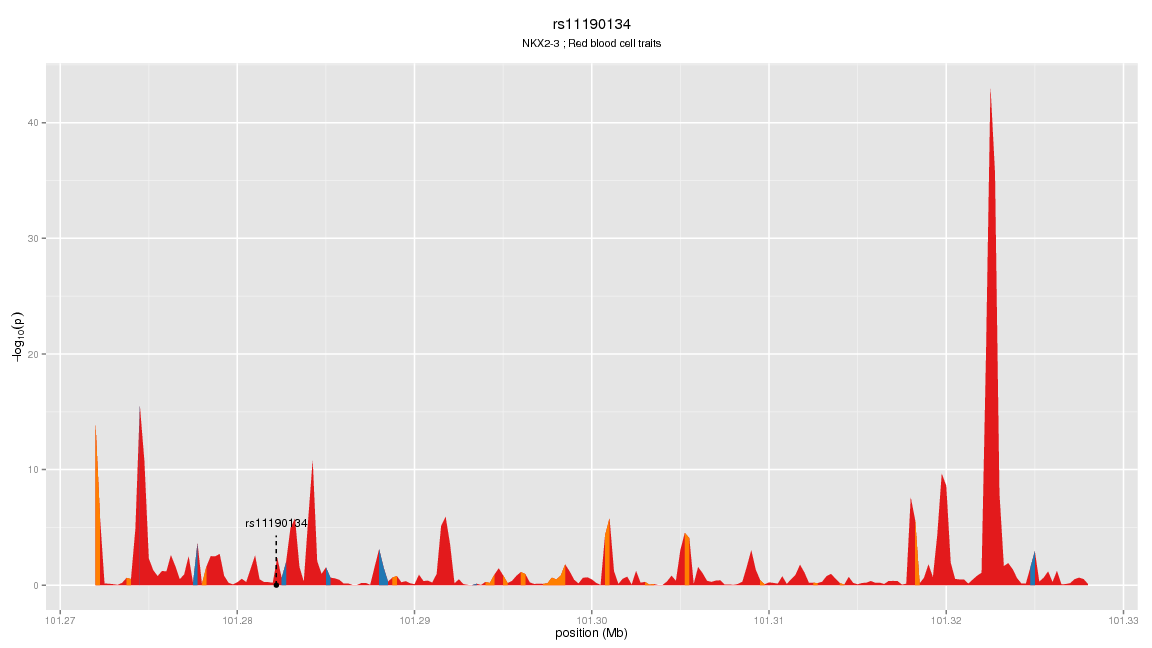 rs11190134
NKX2-3 ; Red blood cell traits
40
30
20
10
0
−log10(p)
rs11190134
101.27 101.28 101.29 101.30 101.31 101.32 101.33
position (Mb)